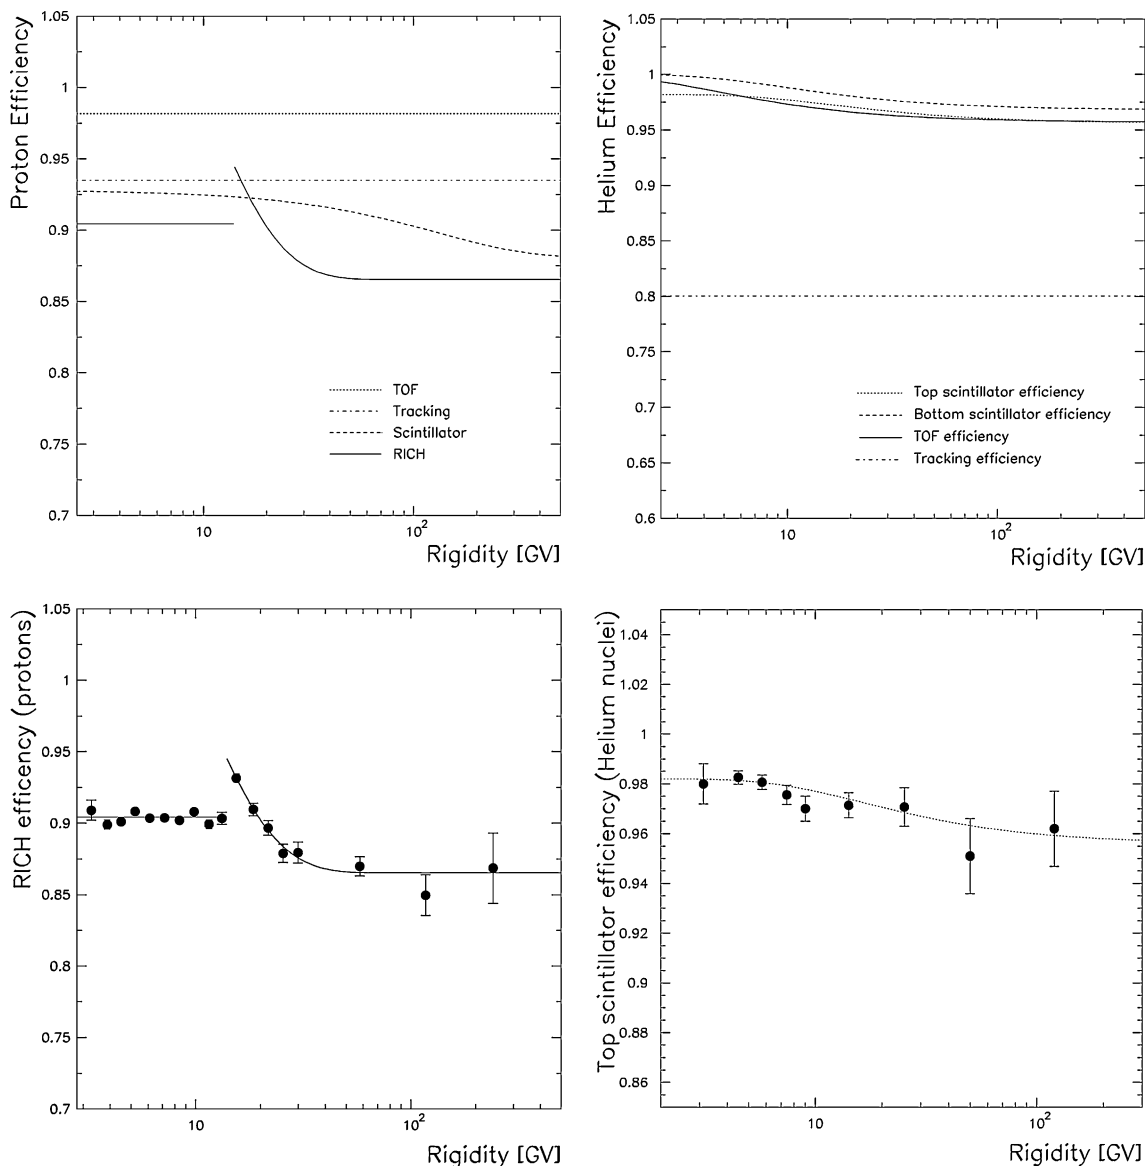 Proton Efficiency
1.05
1
0.95
0.9
0.85
0.8
0.75
0.7
TOF
Tracking
Scintillator
RICH
10
10²
Rigidity [GV]
Helium Efficiency
1.05
1
0.95
0.9
0.85
0.8
0.75
0.7
0.65
0.6
Top scintillator efficiency
Bottom scintillator efficiency
TOF efficiency
Tracking efficiency
10
10²
Rigidity [GV]
RICH efficency (protons)
1.05
1
0.95
0.9
0.85
0.8
0.75
0.7
10
10²
Rigidity [GV]
Top scintillator efficiency (Helium nuclei)
1.04
1.02
1
0.98
0.96
0.94
0.92
0.9
0.88
0.86
10
10²
Rigidity [GV]